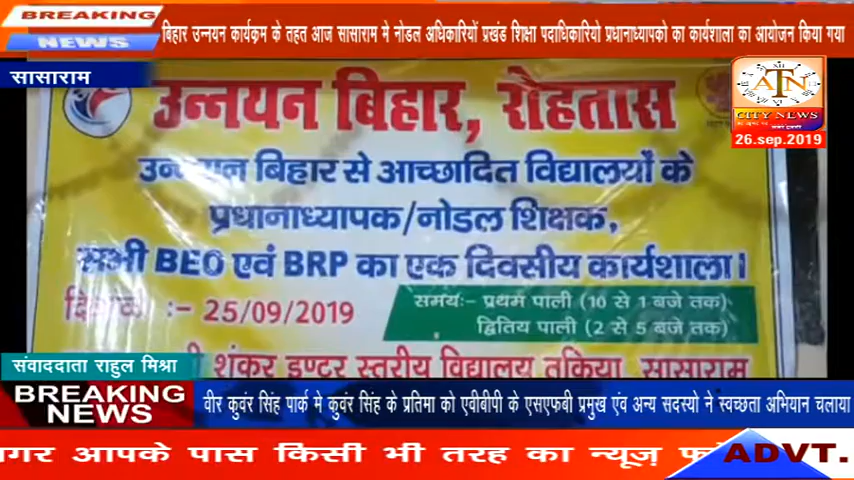 BREAKING
NEWS
बिहार उन्नयन कार्यक्रम के तहत आज सासाराम मे नोडल अधिकारियों प्रखंड शिक्षा पदाधिकारियो प्रधानाध्यापको का कार्यशाला का आयोजन किया गया
सासाराम
ATN
CITY NEWS
26.sep.2019
उन्नयन बिहार, रोहतास
उन्नयन बिहार से आच्छादित विद्यालयों के
प्रधानाध्यापक/नोडल शिक्षक,
सभी BEO एवं BRP का एक दिवसीय कार्यशाला।
दिनांक :- 25/09/2019
समयः- प्रथम पाली (10 से 1 बजे तक)
द्वितिय पाली (2 से 5 बजे तक)
शंकर इण्टर स्तरीय विद्यालय तकिया, सासाराम
संवाददाता राहुल मिश्रा
BREAKING
NEWS
वीर कुवंर सिंह पार्क मे कुवंर सिंह के प्रतिमा को एवीबीपी के एसएफबी प्रमुख एंव अन्य सदस्यो ने स्वच्छता अभियान चलाया
आपके पास किसी भी तरह का न्यूज़
ADVT.